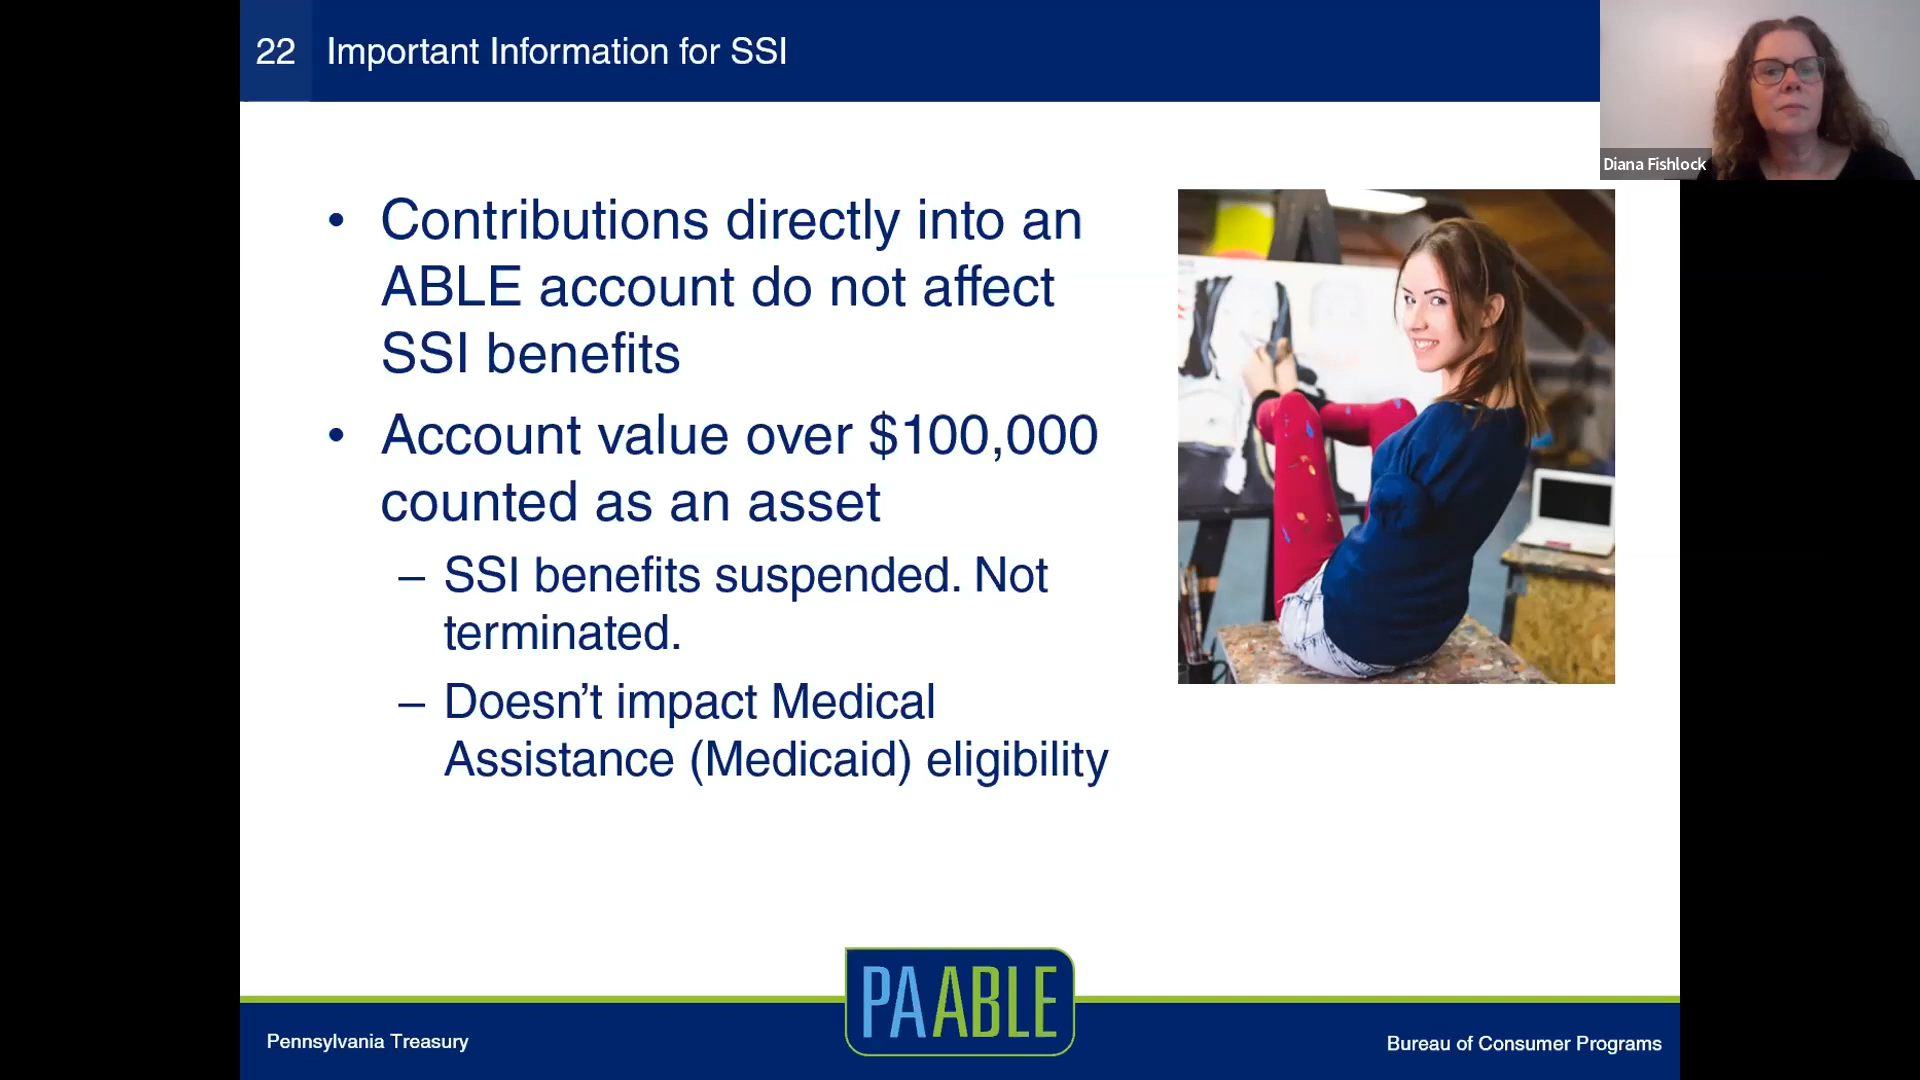 22 Important Information for SSI
Diana Fishlock
• Contributions directly into an
ABLE account do not affect
SSI benefits
• Account value over $100,000
counted as an asset
– SSI benefits suspended. Not
terminated.
– Doesn’t impact Medical
Assistance (Medicaid) eligibility
PAABLE
Pennsylvania Treasury
Bureau of Consumer Programs